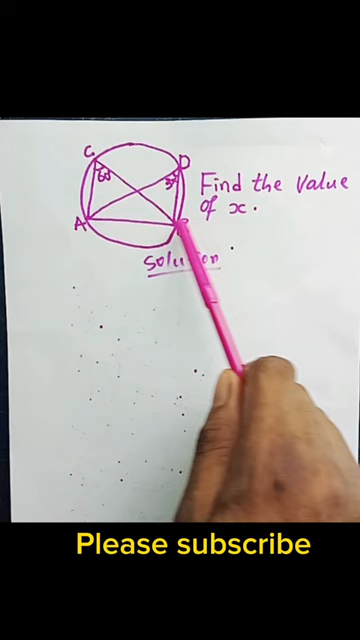 C
D
60
A
Find the value
of x.
Solution
Please subscribe